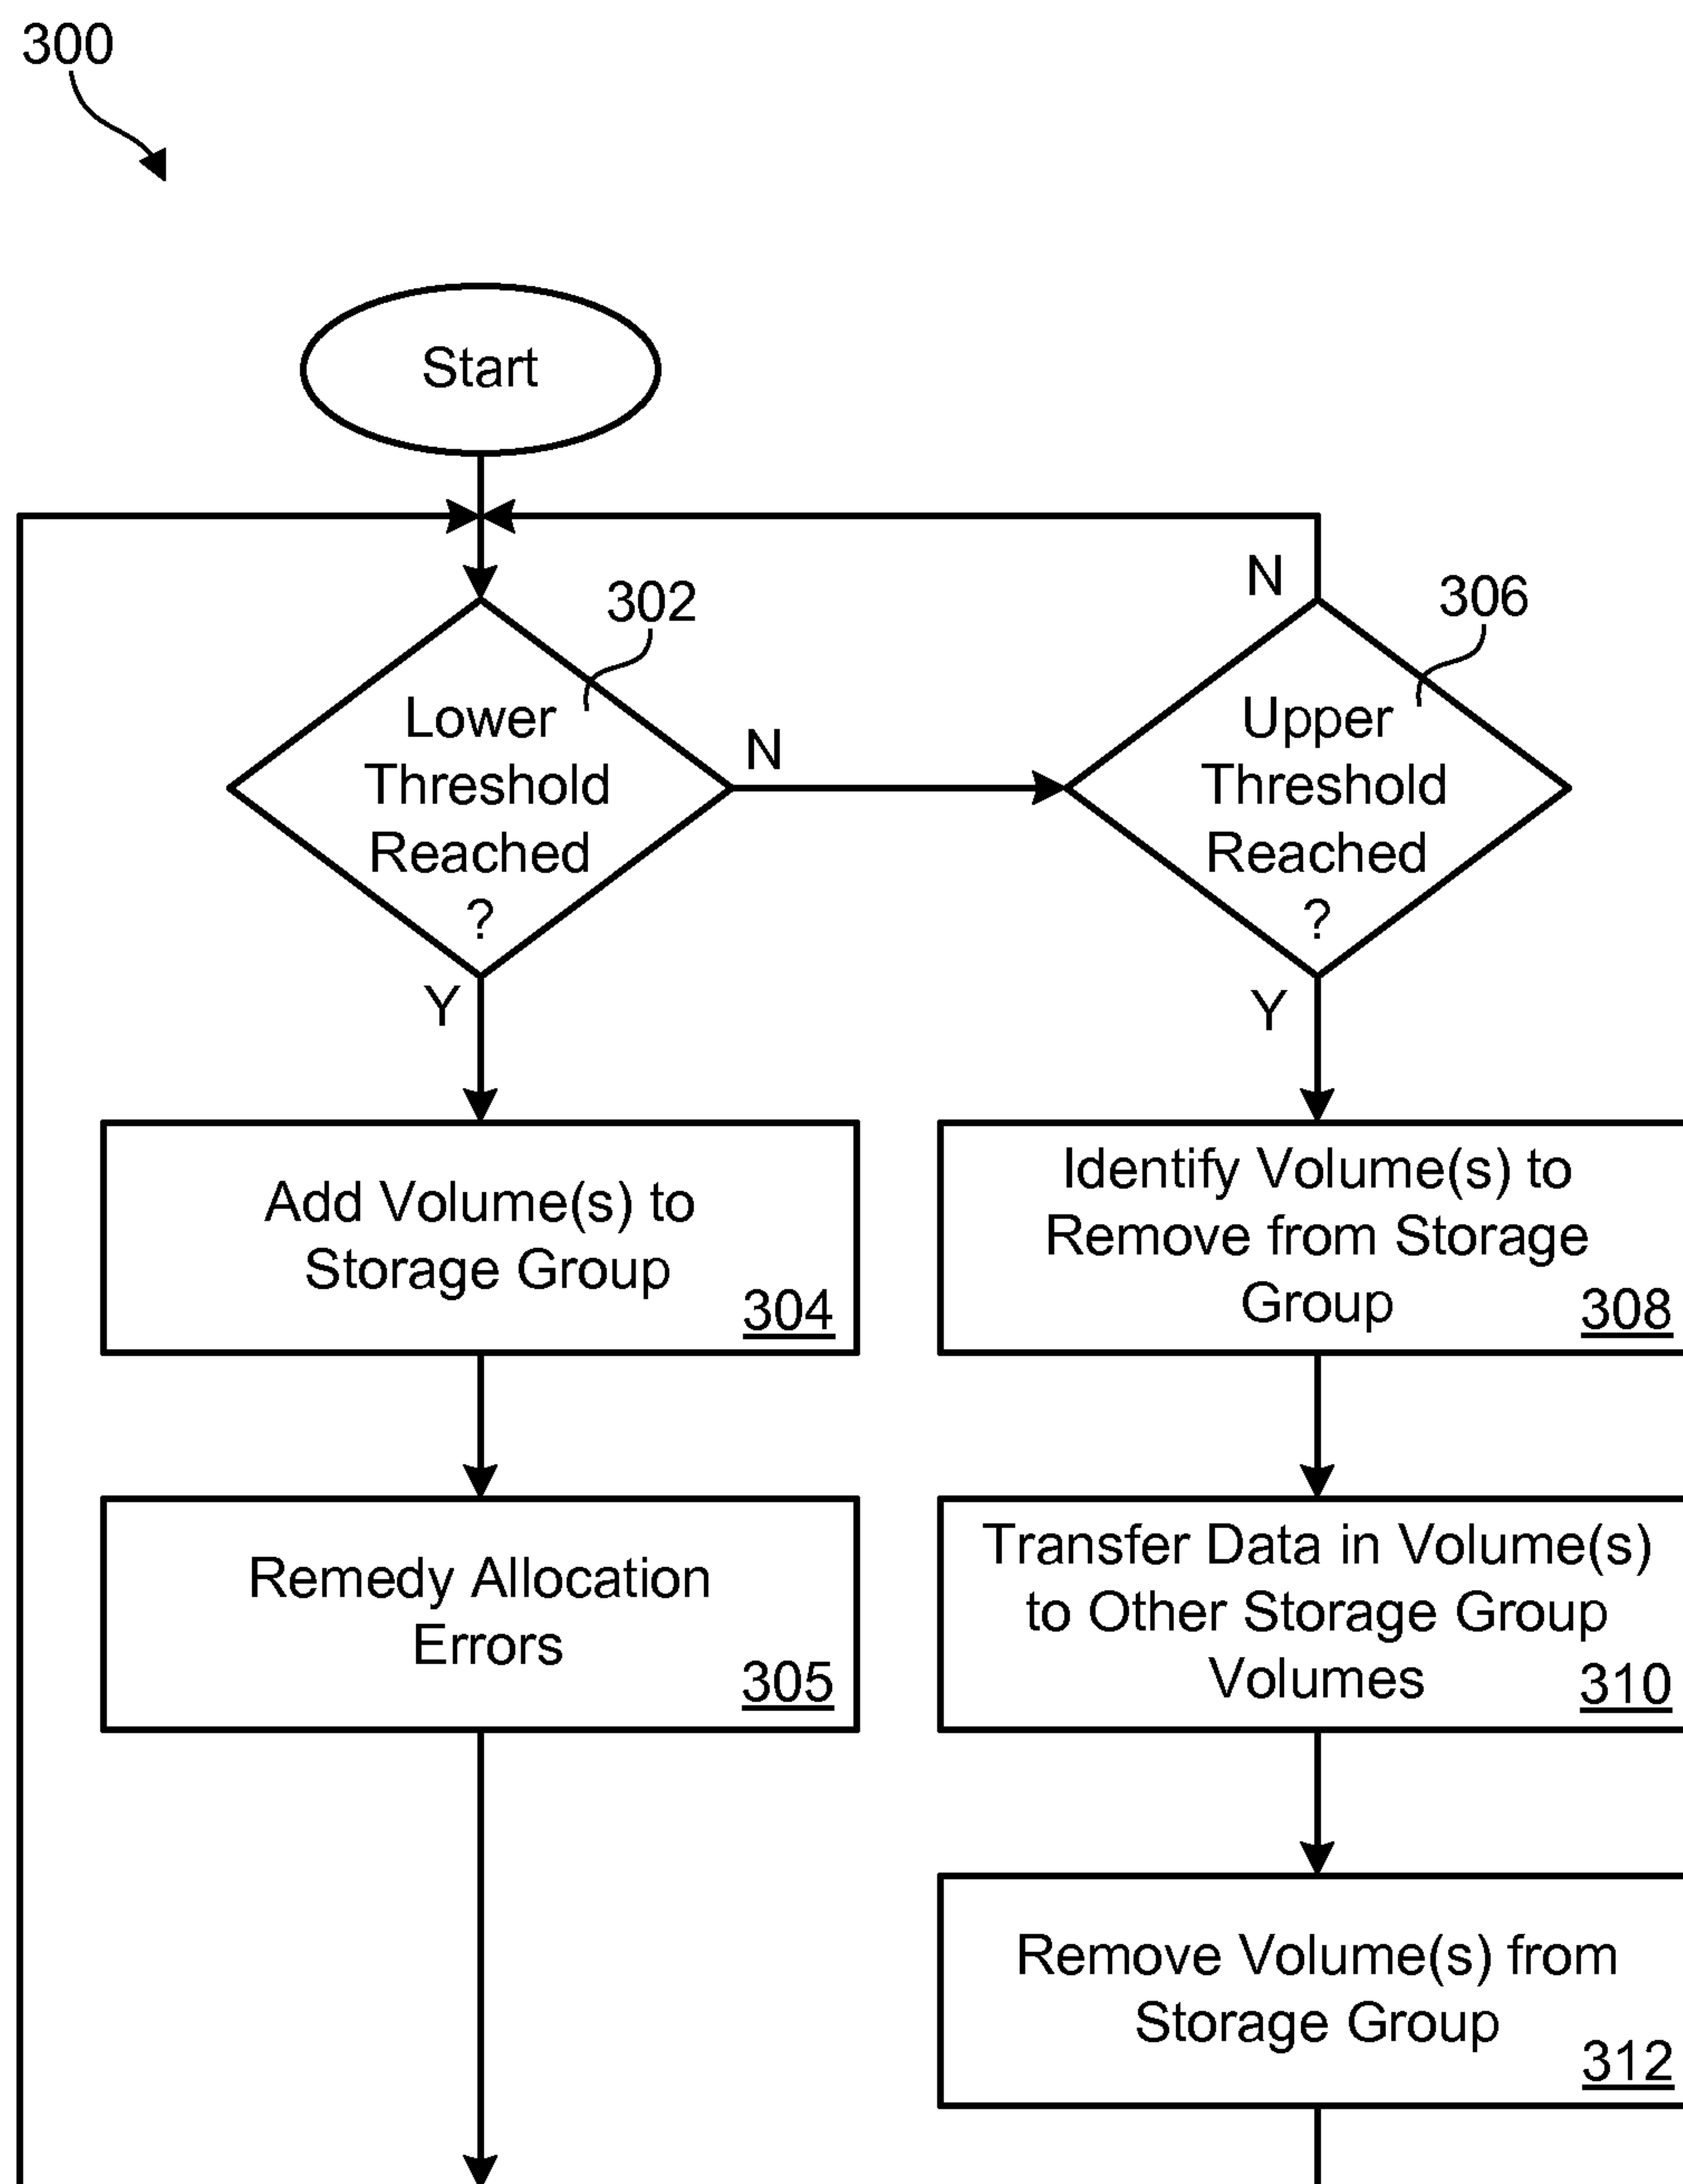 300
Start
302
Lower
Threshold
Reached
?
N
Y
306
Upper
Threshold
Reached
?
N
Y
Add Volume(s) to
Storage Group
304
Remedy Allocation
Errors
305
Identify Volume(s) to
Remove from Storage
Group
308
Transfer Data in Volume(s)
to Other Storage Group
Volumes
310
Remove Volume(s) from
Storage Group
312